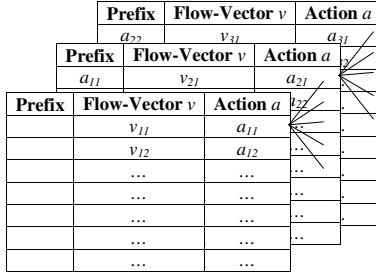 Prefix Flow-Vector v Action a
a22 v31 a31
Prefix Flow-Vector v Action a
a11 v21 a21
Prefix Flow-Vector v Action a
v11 a11
v12 a12
... ...
... ...
... ...
... ...
... ...